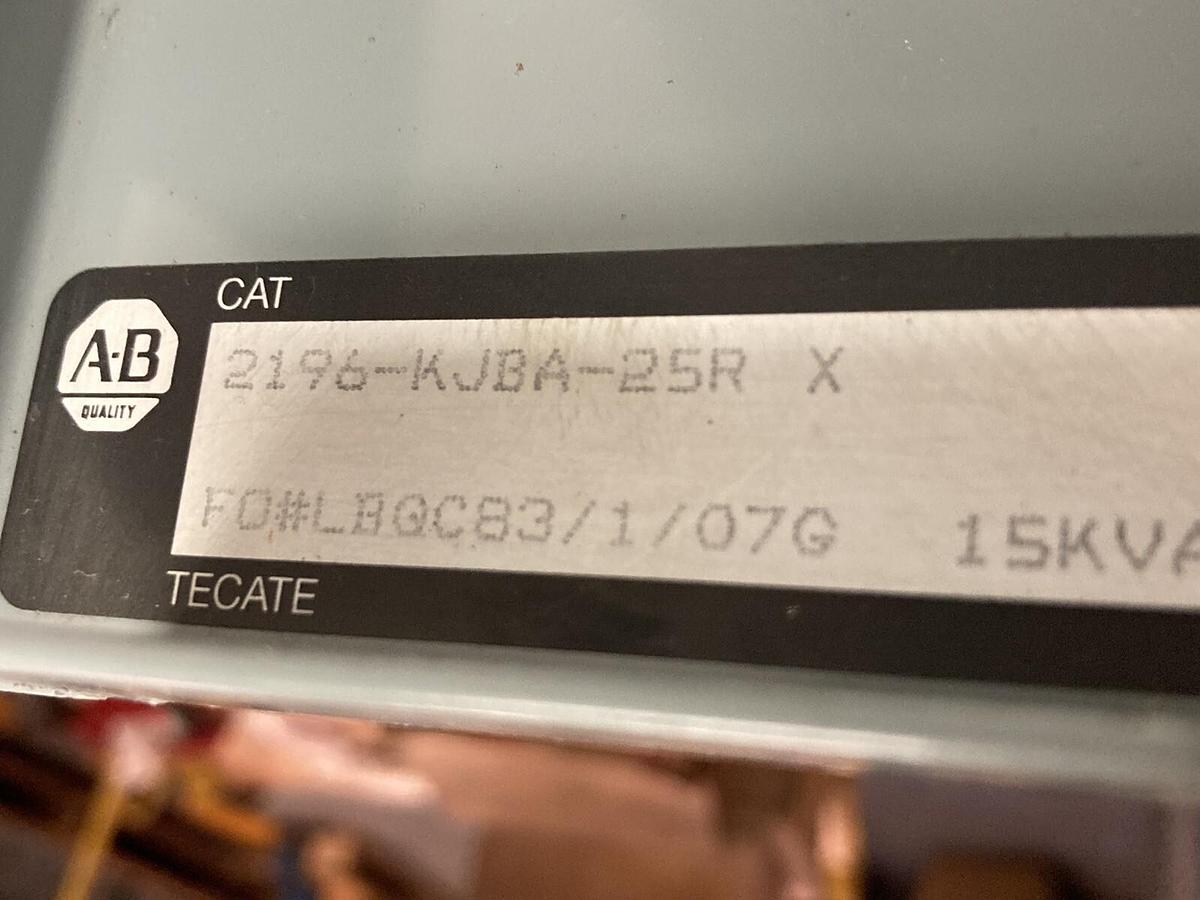 CAT
A-B
QUALITY
2196-KJBA-25R X
FO#LBQC83/1/07G 15KVA
TECATE